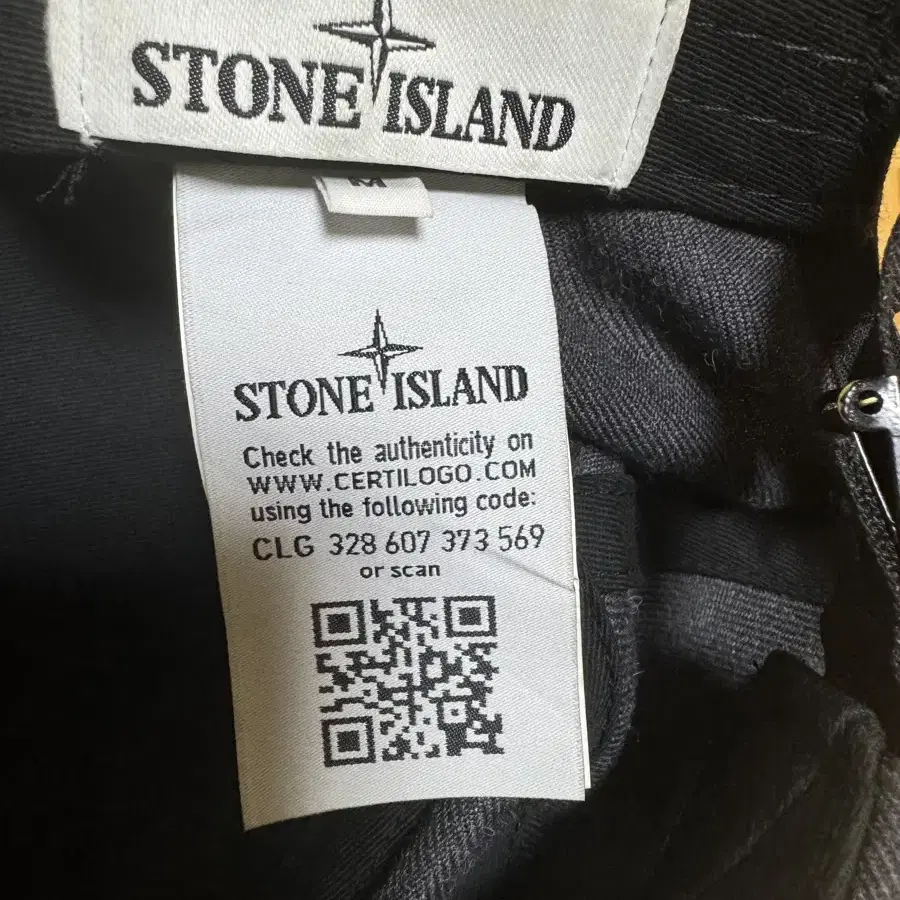 STONE ISLAND
M
STONE ISLAND
Check the authenticity on
WWW.CERTILOGO.COM
using the following code:
CLG 328 607 373 569
or scan